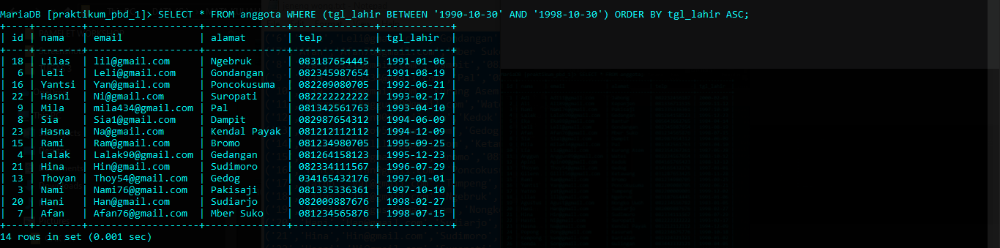 MariaDB [praktikum_pbd_1]> SELECT * FROM anggota WHERE (tgl_lahir BETWEEN '1990-10-30' AND '1998-10-30') ORDER BY tgl_lahir ASC;
+----+--------+-------------------+--------------+--------------+------------+
| id | nama   | email             | alamat       | telp         | tgl_lahir  |
+----+--------+-------------------+--------------+--------------+------------+
| 18 | Lilas  | lil@gmail.com     | Ngebruk      | 083187654445 | 1991-01-06 |
|  6 | Leli   | Leli@gmail.com    | Gondangan    | 082345987654 | 1991-08-19 |
| 16 | Yantsi | Yan@gmail.com     | Poncokusuma  | 082209080705 | 1992-06-21 |
| 22 | Hasni  | Ni@gmail.com      | Suropati     | 082222222222 | 1993-02-17 |
|  9 | Mila   | mila434@gmail.com | Pal          | 081342561763 | 1993-04-10 |
|  8 | Sia    | Sia1@gmail.com    | Dampit       | 082987654312 | 1994-06-09 |
| 23 | Hasna  | Na@gmail.com      | Kendal Payak | 081212112112 | 1994-12-09 |
| 15 | Rami   | Ram@gmail.com     | Bromo        | 081234980705 | 1995-09-25 |
|  4 | Lalak  | Lalak90@gmail.com | Gedangan     | 081264158123 | 1995-12-23 |
| 21 | Hina   | Hin@gmail.com     | Sudimoro     | 082334111567 | 1996-07-29 |
| 13 | Thoyan | Thoy54@gmail.com  | Gedog        | 034165432176 | 1997-01-01 |
|  3 | Nami   | Nami76@gmail.com  | Pakisaji     | 081335336361 | 1997-10-10 |
| 20 | Hani   | Han@gmail.com     | Sudiarjo     | 082009887676 | 1998-02-27 |
|  7 | Afan   | Afan76@gmail.com  | Mber Suko    | 081234565876 | 1998-07-15 |
+----+--------+-------------------+--------------+--------------+------------+
14 rows in set (0.001 sec)